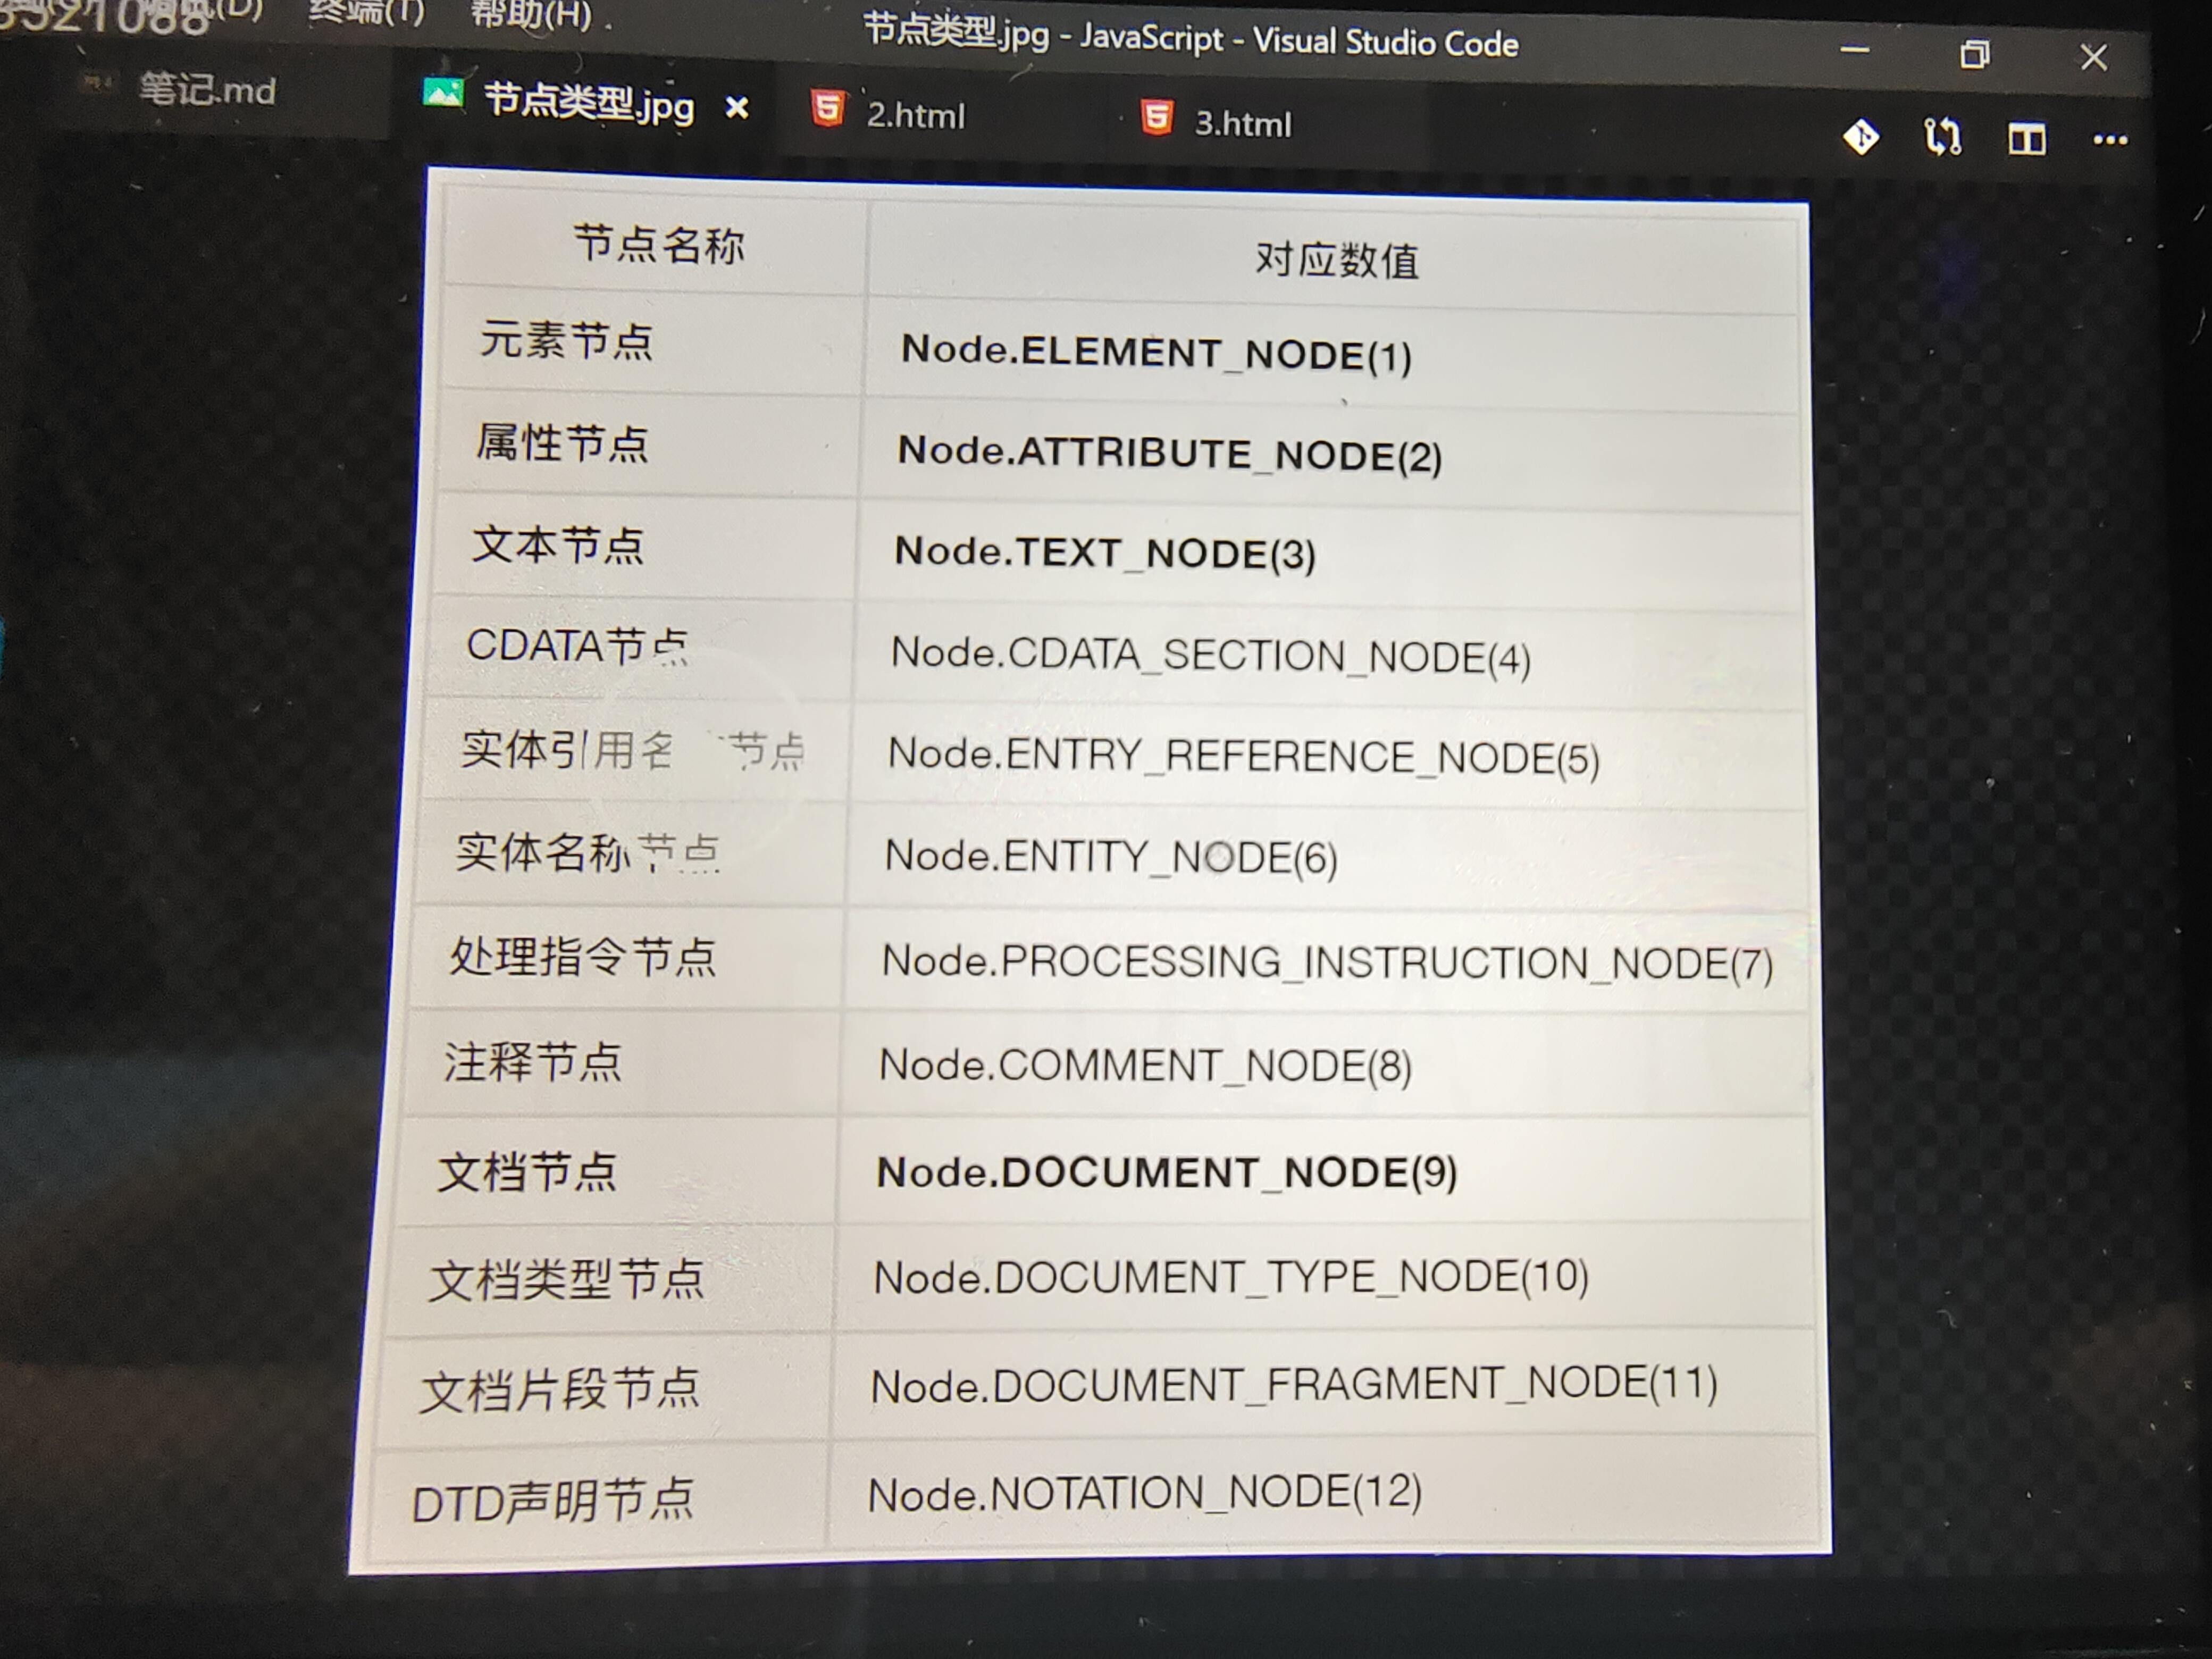 3521088 (D) 终端(T) 帮助(H) 节点类型.jpg - JavaScript - Visual Studio Code
笔记.md 节点类型.jpg 2.html 3.html
节点名称 对应数值
元素节点 Node.ELEMENT_NODE(1)
属性节点 Node.ATTRIBUTE_NODE(2)
文本节点 Node.TEXT_NODE(3)
CDATA节点 Node.CDATA_SECTION_NODE(4)
实体引用名 节点 Node.ENTRY_REFERENCE_NODE(5)
实体名称节点 Node.ENTITY_NODE(6)
处理指令节点 Node.PROCESSING_INSTRUCTION_NODE(7)
注释节点 Node.COMMENT_NODE(8)
文档节点 Node.DOCUMENT_NODE(9)
文档类型节点 Node.DOCUMENT_TYPE_NODE(10)
文档片段节点 Node.DOCUMENT_FRAGMENT_NODE(11)
DTD声明节点 Node.NOTATION_NODE(12)